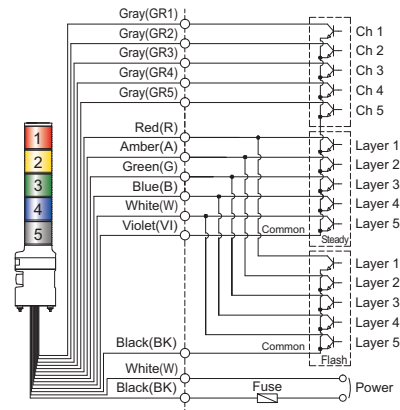 Gray(GR1)
Gray(GR2)
Gray(GR3)
Gray(GR4)
Gray(GR5)
Ch 1
Ch 2
Ch 3
Ch 4
Ch 5
1
2
3
4
5
Red(R)
Amber(A)
Green(G)
Blue(B)
White(W)
Violet(VI)
Common
Layer 1
Layer 2
Layer 3
Layer 4
Layer 5
Steady
Layer 1
Layer 2
Layer 3
Layer 4
Layer 5
Black(BK)
Common
Flash
White(W)
Black(BK)
Fuse
Power